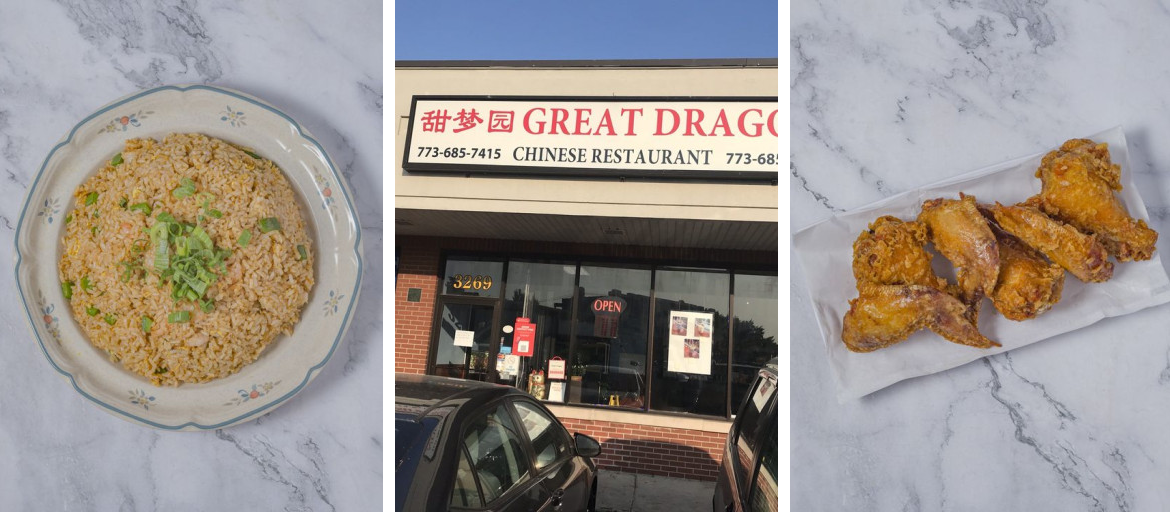 甜梦园 GREAT DRAGO
773-685-7415 CHINESE RESTAURANT 773-685
3269
OPEN